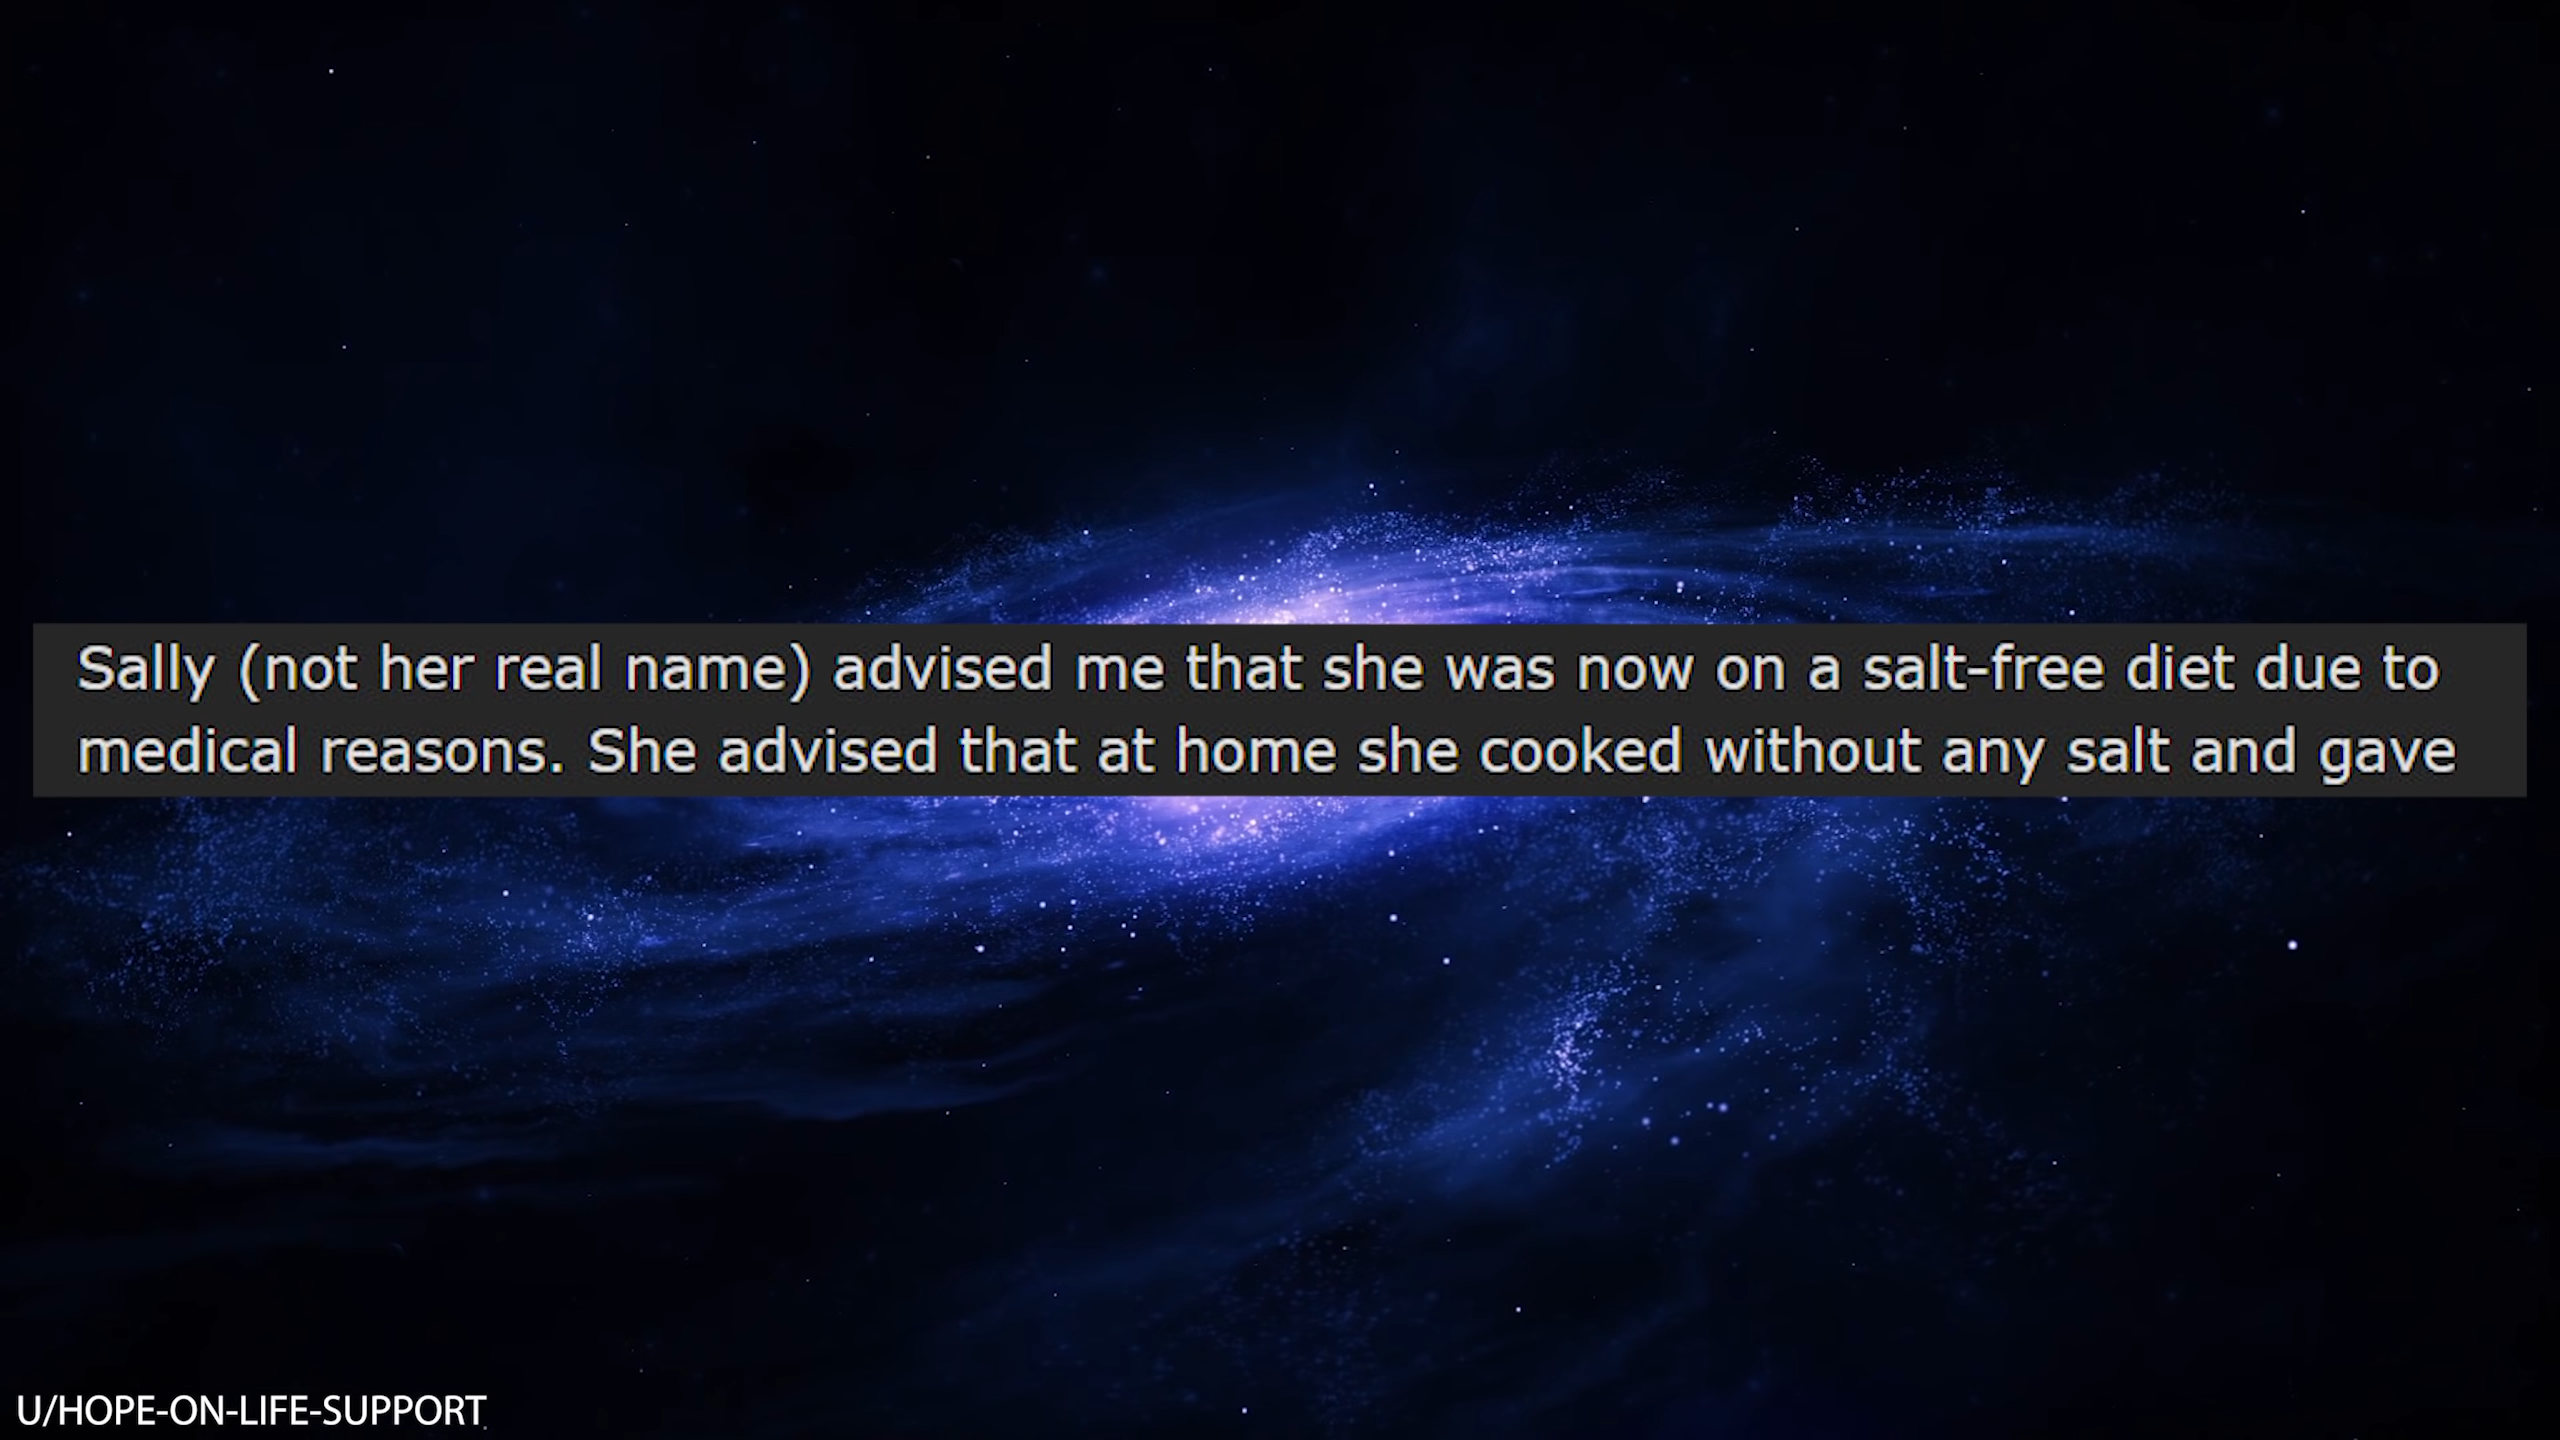 Sally (not her real name) advised me that she was now on a salt-free diet due to
medical reasons. She advised that at home she cooked without any salt and gave
U/HOPE-ON-LIFE-SUPPORT